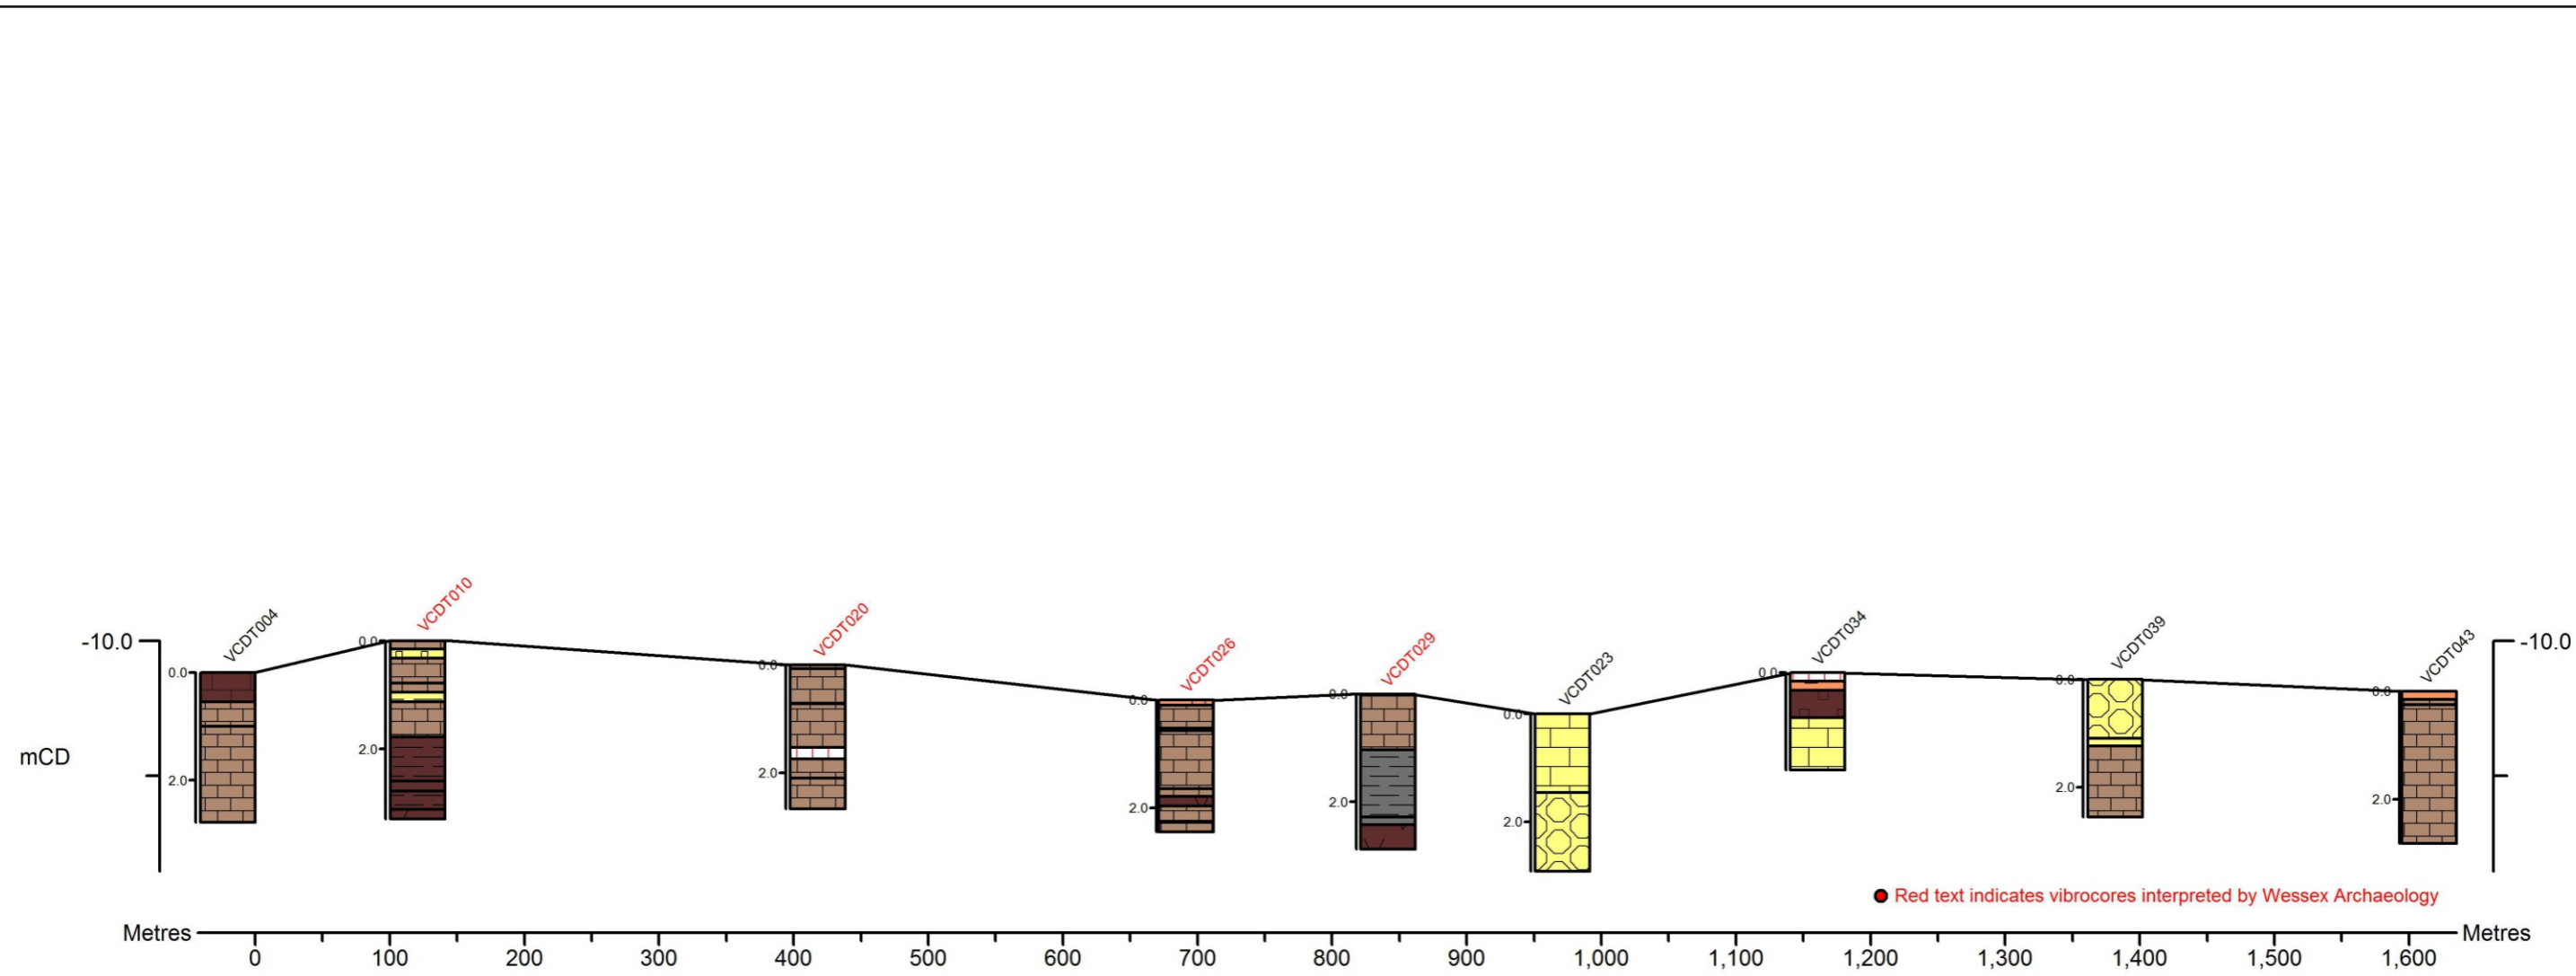 VCDT004
VCDT010
VCDT020
VCDT026
VCDT029
VCDT023
VCDT034
VCDT039
VCDT043
-10.0
-10.0
0.0
0.0
0.0
0.0
0.0
0.0
0.0
0.0
0.0
mCD
2.0
2.0
2.0
2.0
2.0
2.0
2.0
2.0
Red text indicates vibrocores interpreted by Wessex Archaeology
Metres
Metres
0 100 200 300 400 500 600 700 800 900 1,000 1,100 1,200 1,300 1,400 1,500 1,600